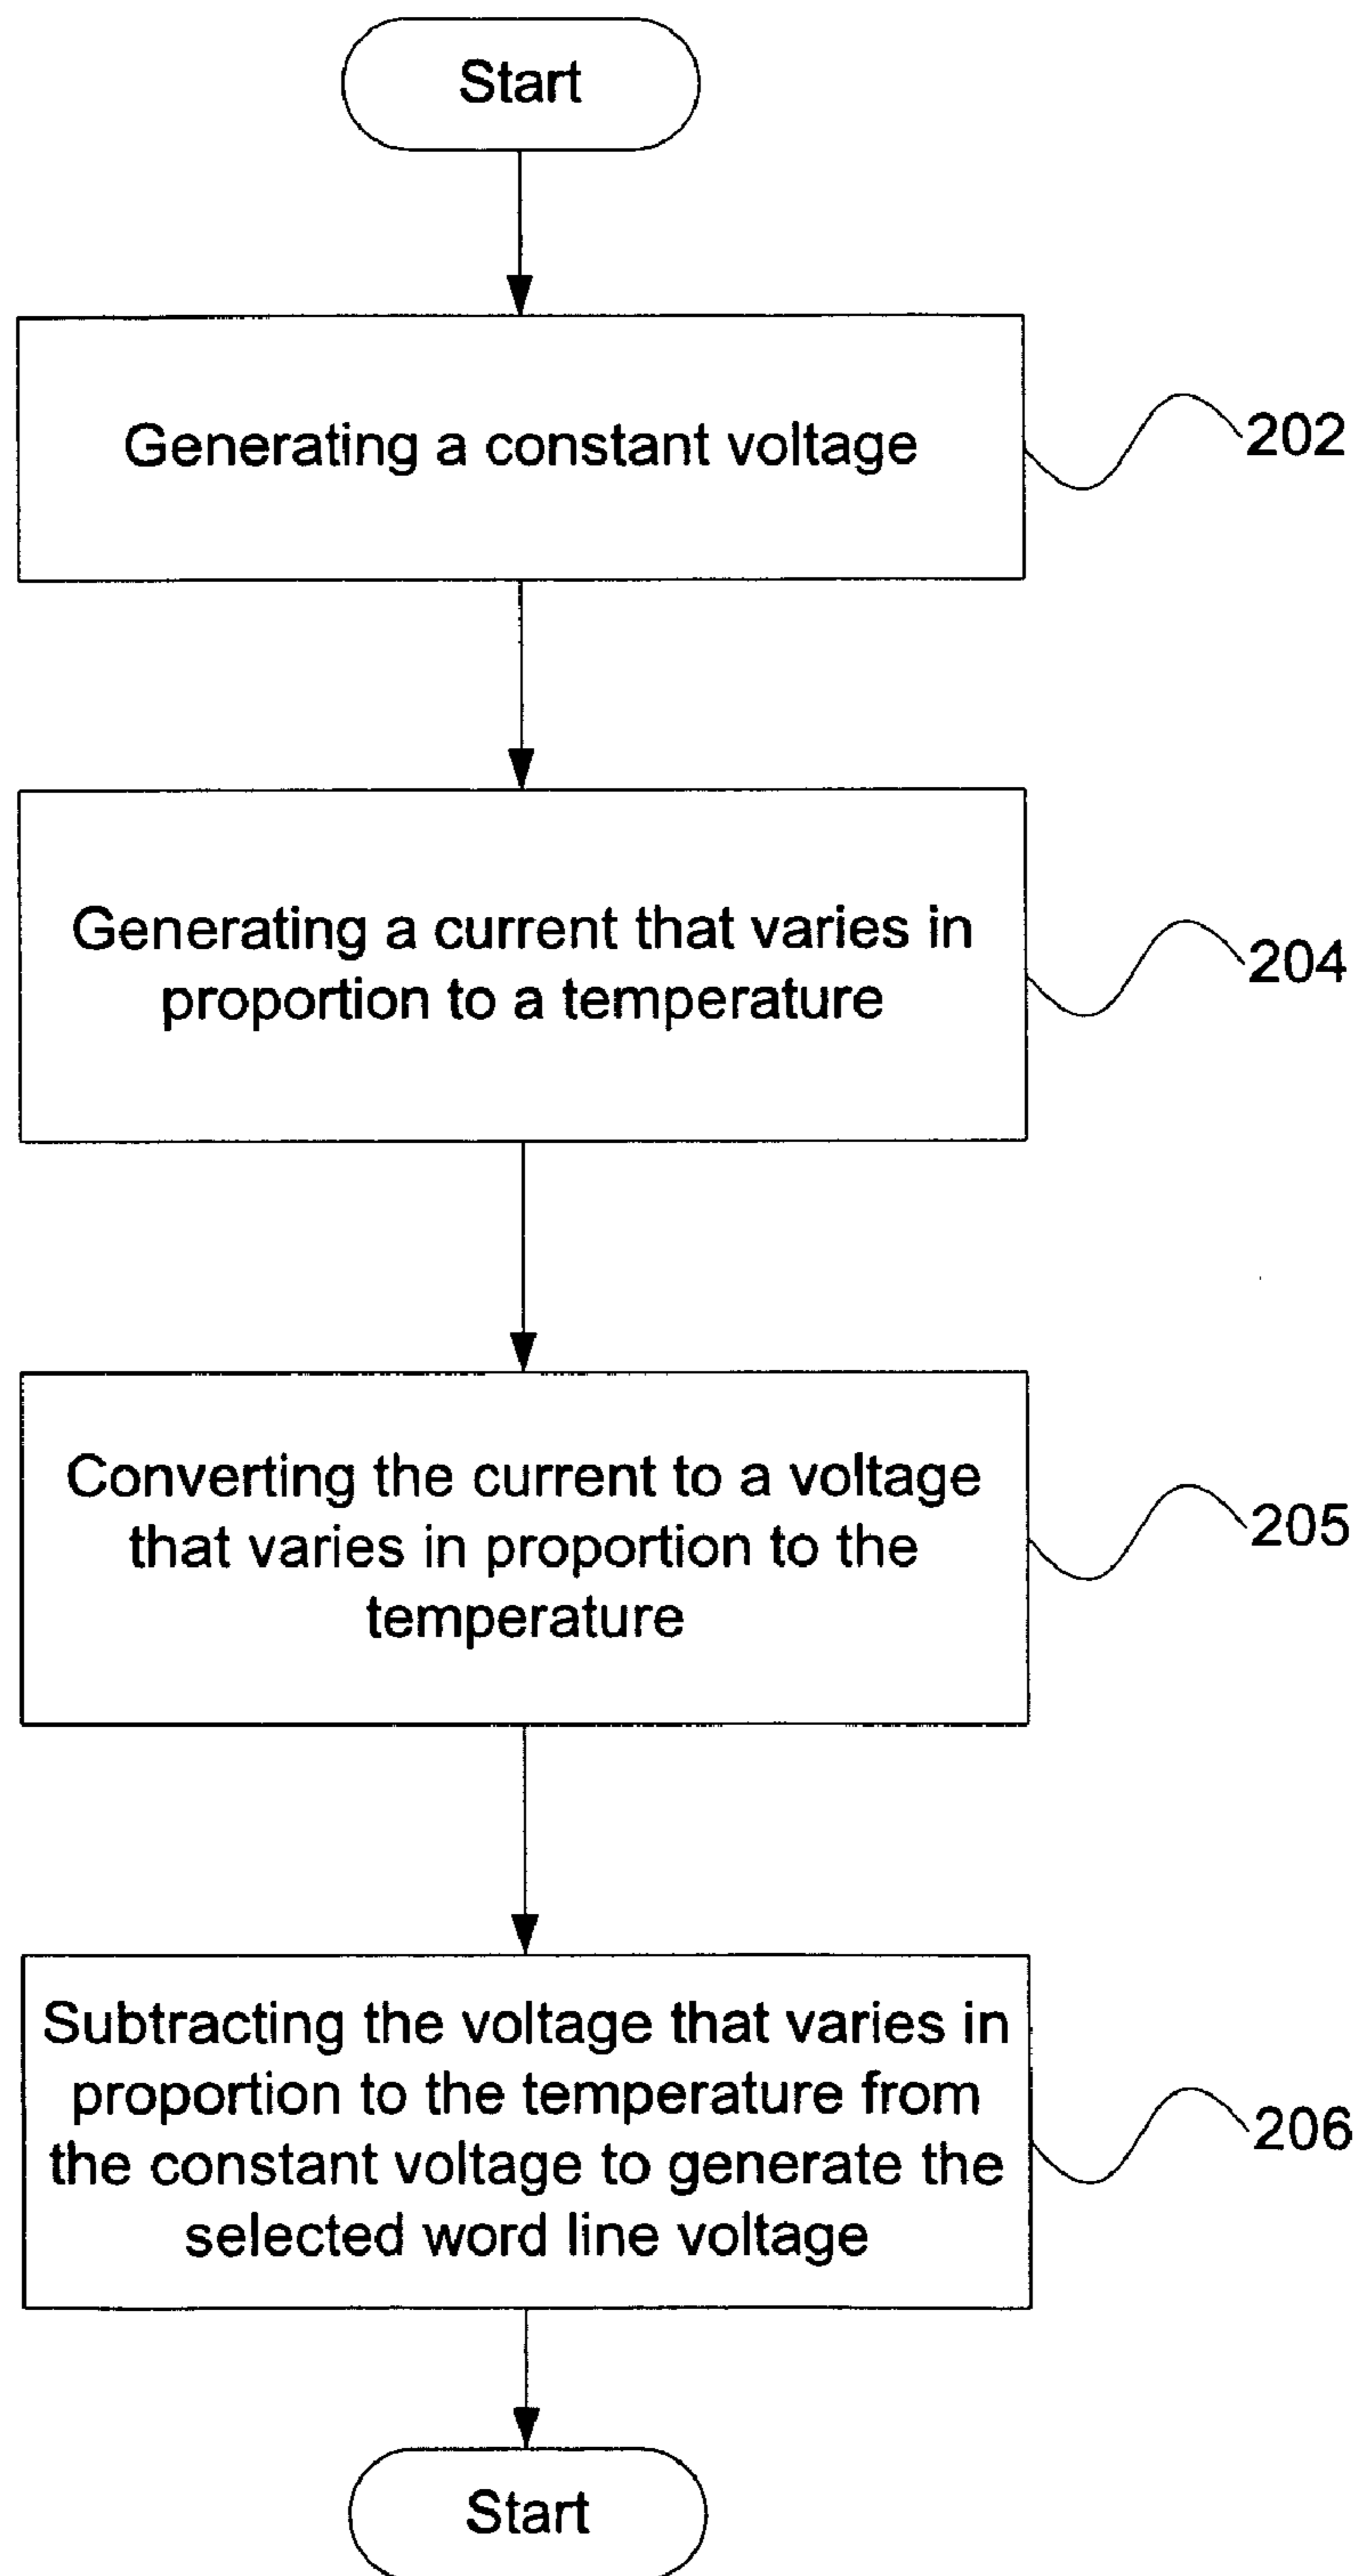 Start
Generating a constant voltage
202
Generating a current that varies in
proportion to a temperature
204
Converting the current to a voltage
that varies in proportion to the
temperature
205
Subtracting the voltage that varies in
proportion to the temperature from
the constant voltage to generate the
selected word line voltage
206
Start